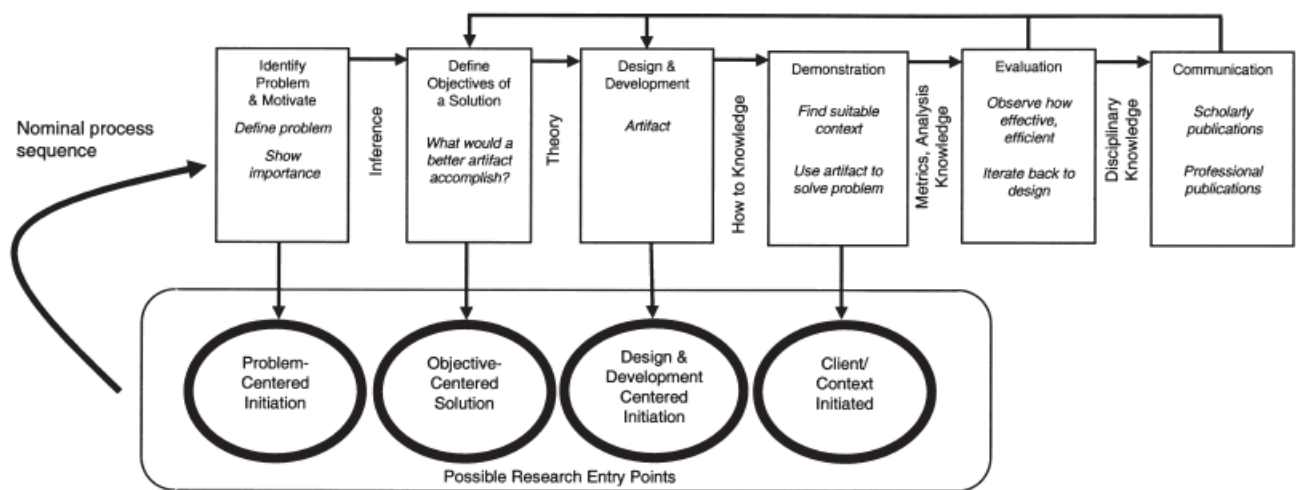 Nominal process
sequence
Identify
Problem
& Motivate
Define problem
Show
importance
Inference
Define
Objectives of
a Solution
What would a
better artifact
accomplish?
Theory
Design &
Development
Artifact
How to Knowledge
Demonstration
Find suitable
context
Use artifact to
solve problem
Metrics, Analysis
Knowledge
Evaluation
Observe how
effective,
efficient
Iterate back to
design
Disciplinary
Knowledge
Communication
Scholarly
publications
Professional
publications
Problem-
Centered
Initiation
Objective-
Centered
Solution
Design &
Development
Centered
Initiation
Client/
Context
Initiated
Possible Research Entry Points